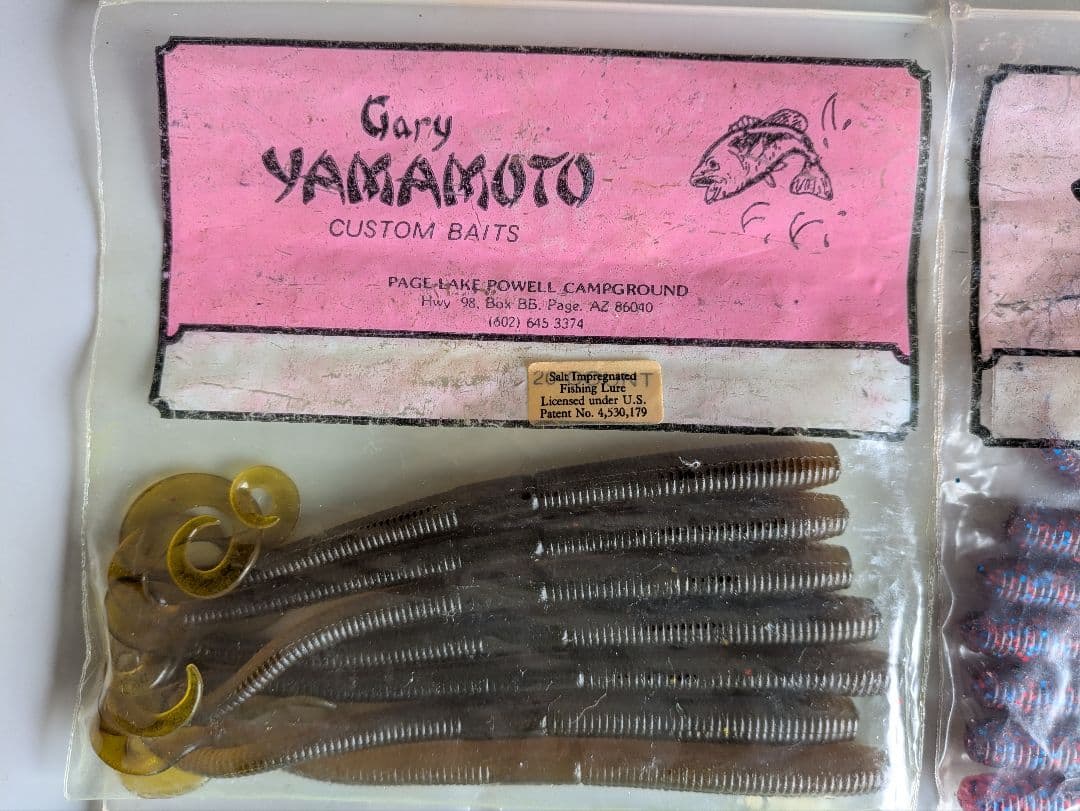 Gary
YAMAMOTO
CUSTOM BAITS
PAGE-LAKE POWELL CAMPGROUND
Hwy 98, Box BB, Page, AZ 86040
(602) 645 3374
Salt Impregnated
Fishing Lure
Licensed under U.S.
Patent No. 4,530,179